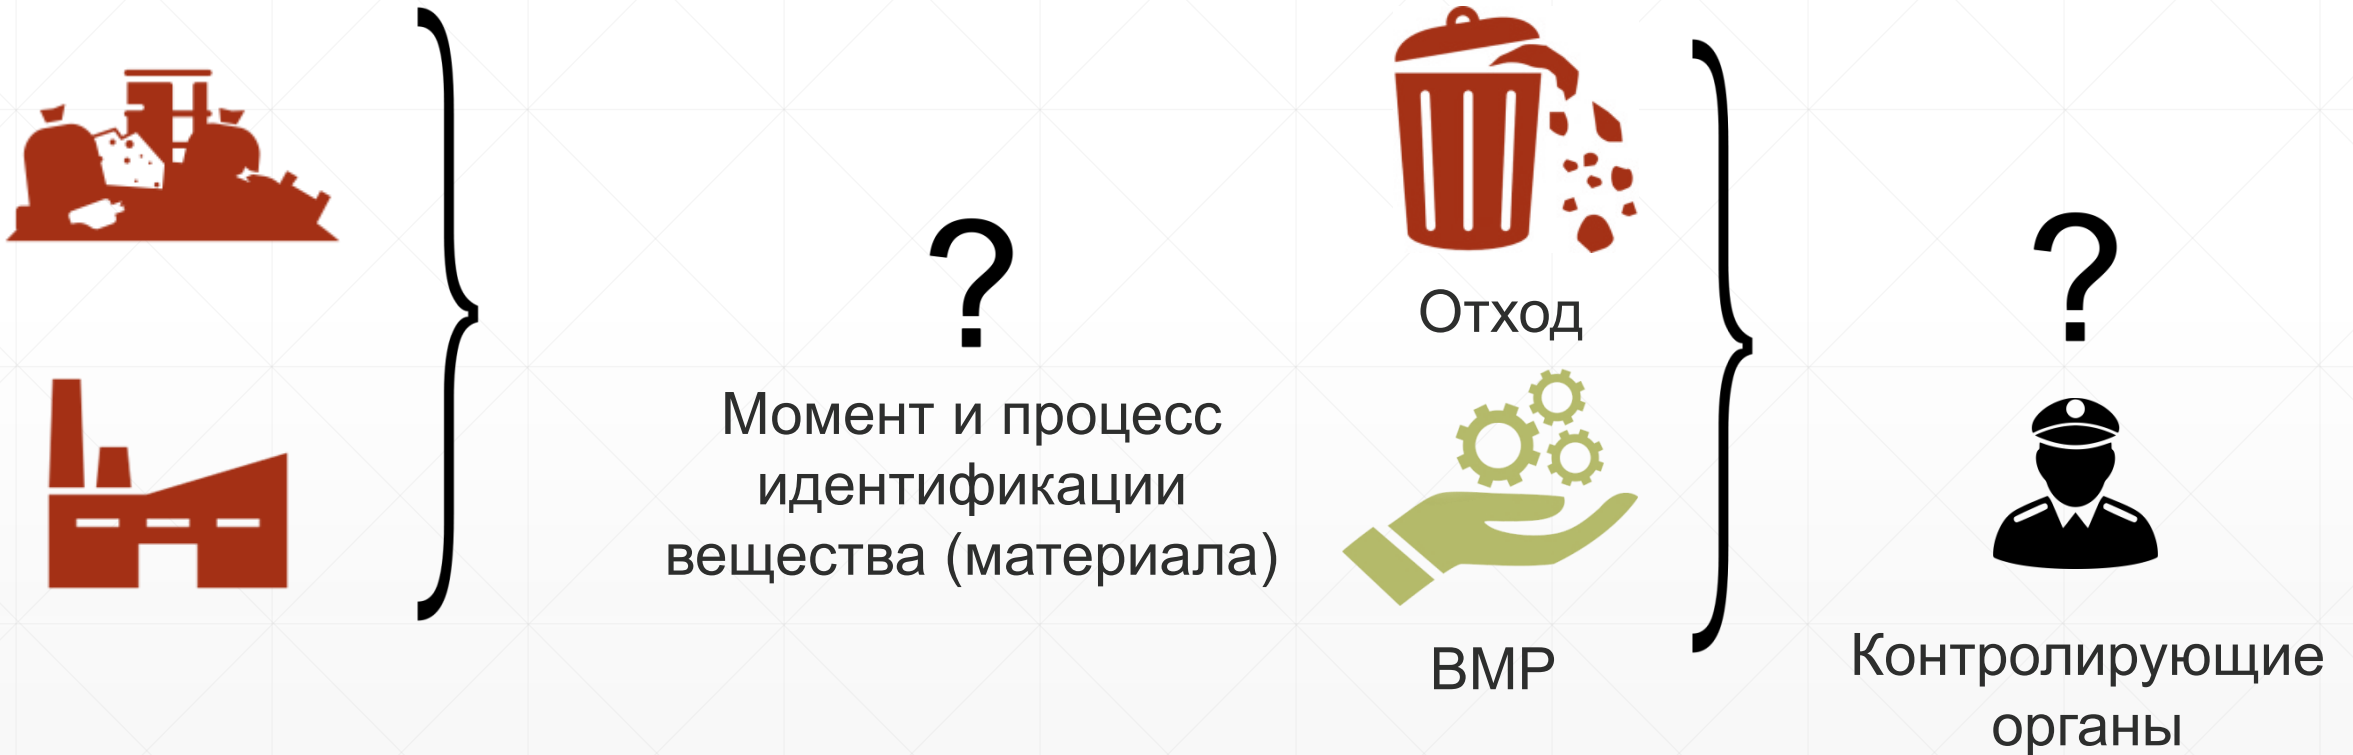 ?
Момент и процесс
идентификации
вещества (материала)
Отход
ВМР
?
Контролирующие
органы